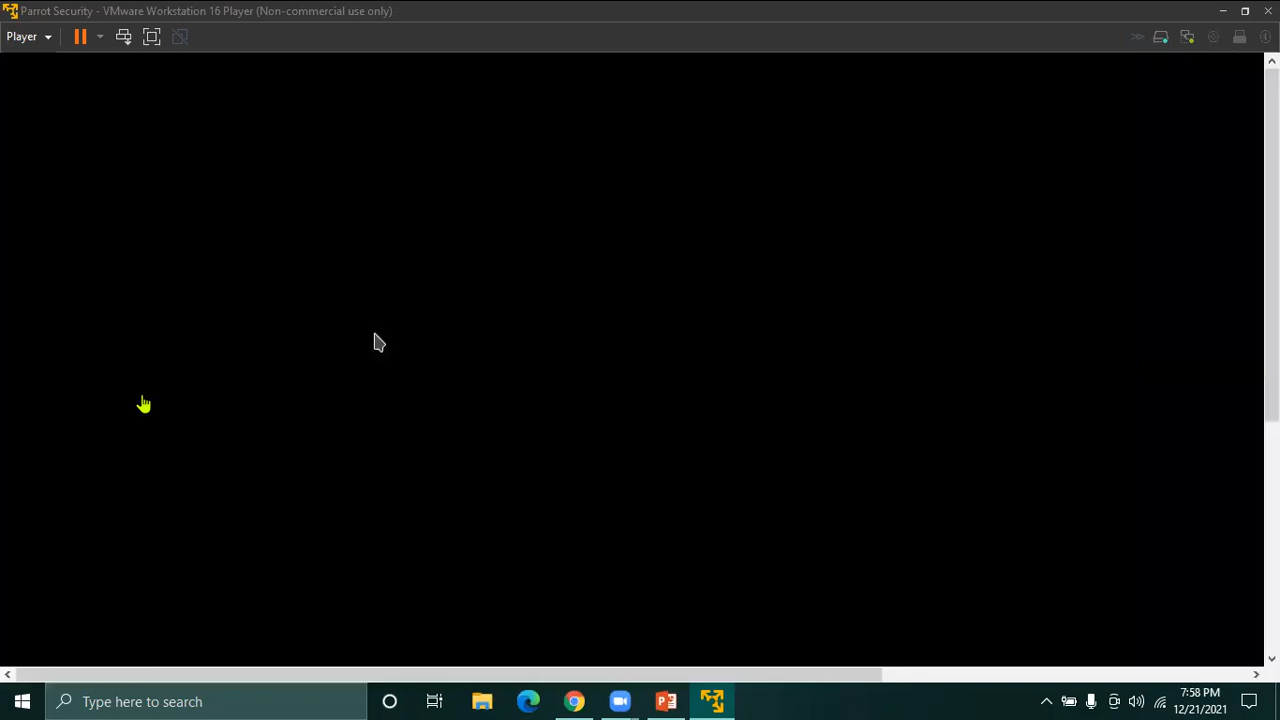 Parrot Security - VMware Workstation 16 Player (Non-commercial use only)
Player
Type here to search
7:58 PM
12/21/2021